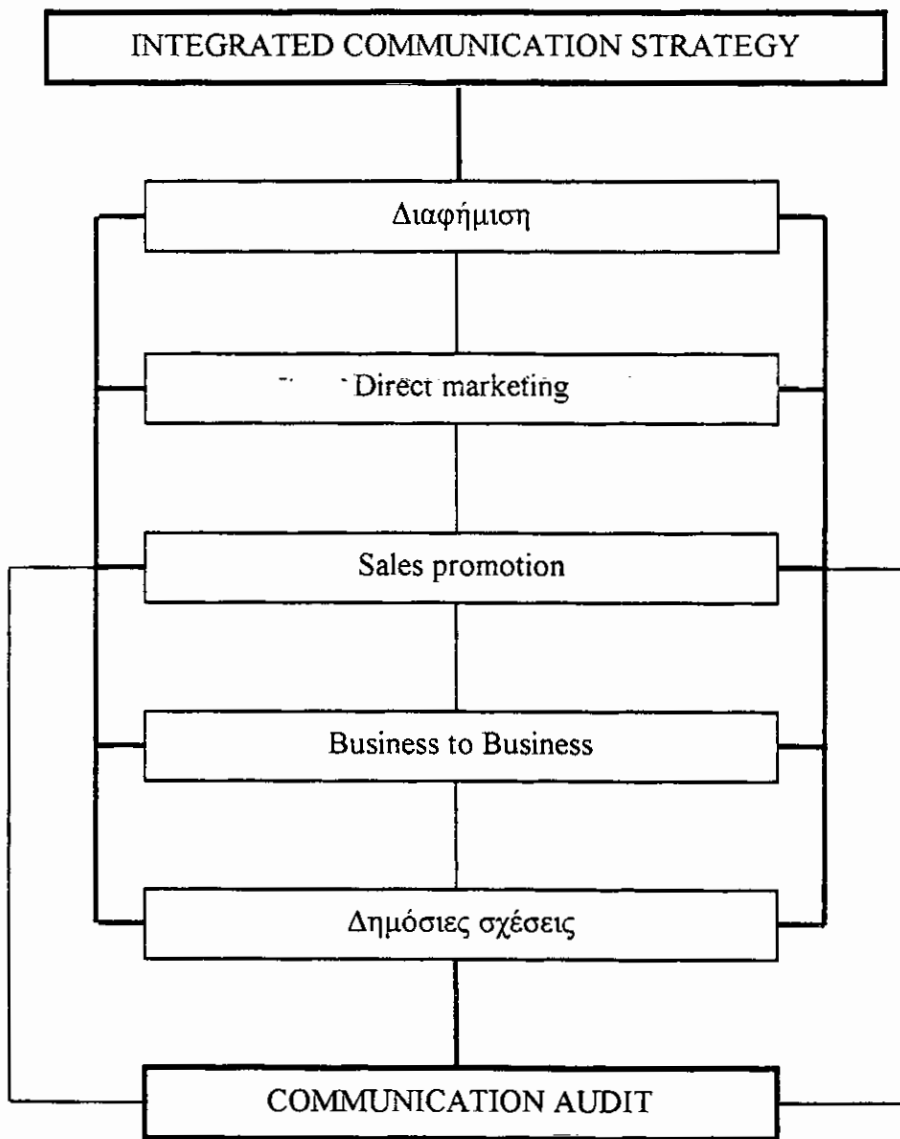 INTEGRATED COMMUNICATION STRATEGY
Διαφήμιση
Direct marketing
Sales promotion
Business to Business
Δημόσιες σχέσεις
COMMUNICATION AUDIT